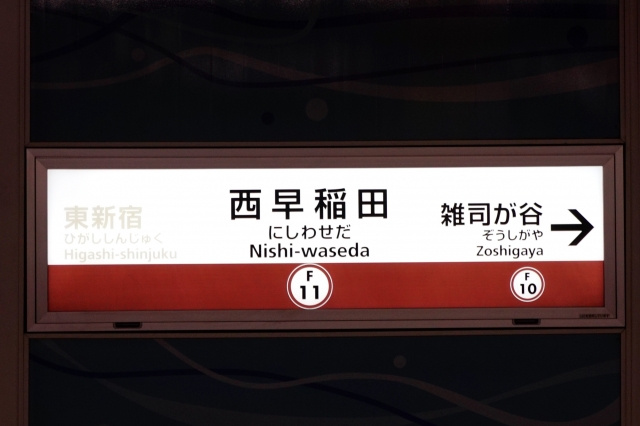 東新宿
ひがししんじゅく
Higashi-shinjuku
西早稲田
にしわせだ
Nishi-waseda
F
11
雑司が谷
ぞうしがや
Zoshigaya
F
10